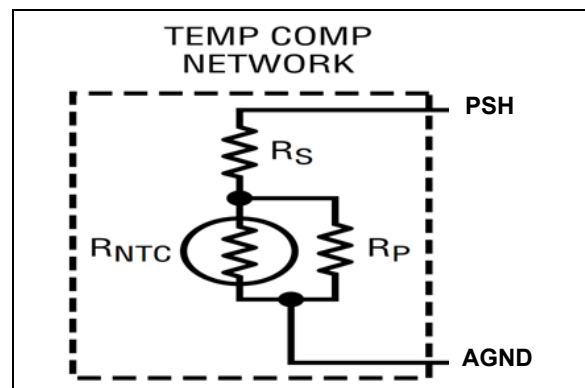 TEMP COMP
NETWORK
PSH
RS
RNTC
RP
AGND